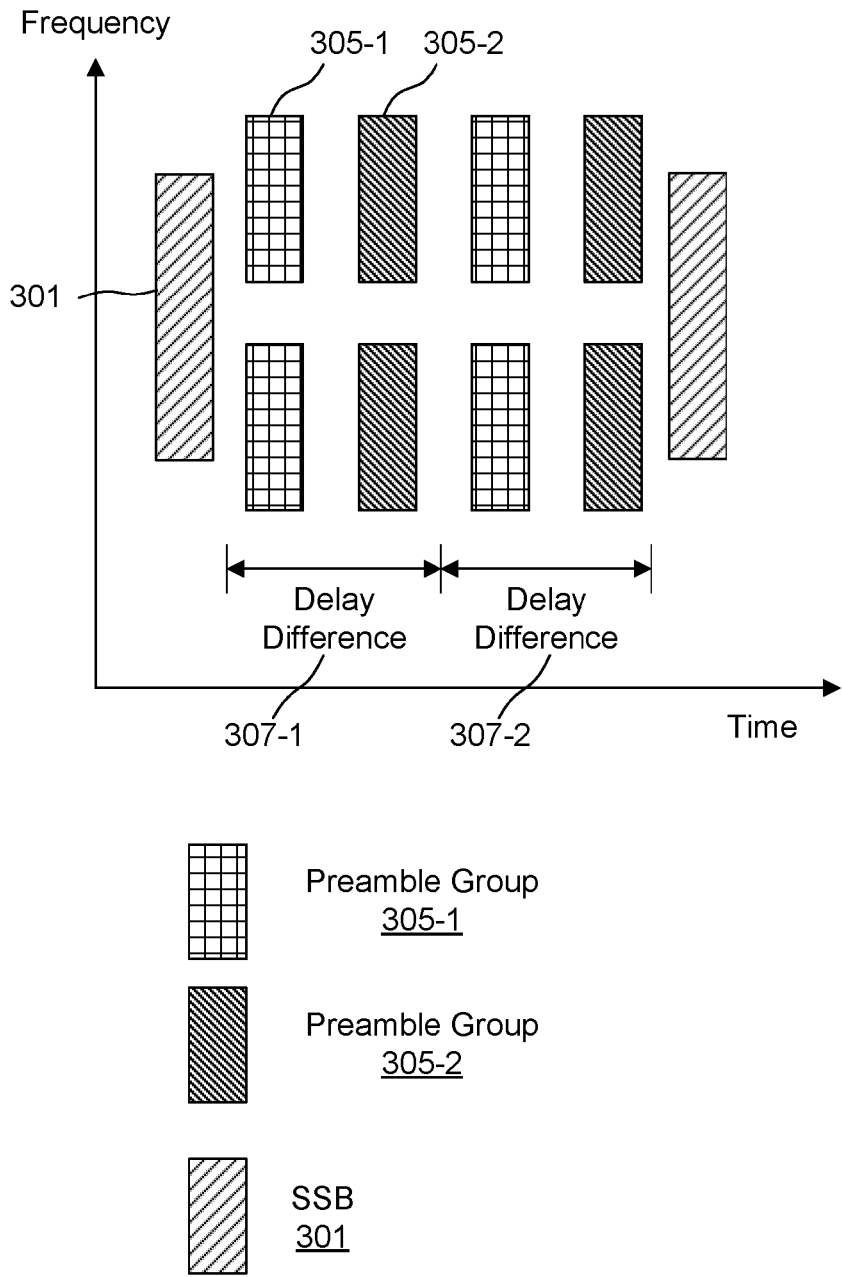 Frequency
305-1
305-2
301
Delay
Difference
Delay
Difference
307-1
307-2
Time
Preamble Group
305-1
Preamble Group
305-2
SSB
301